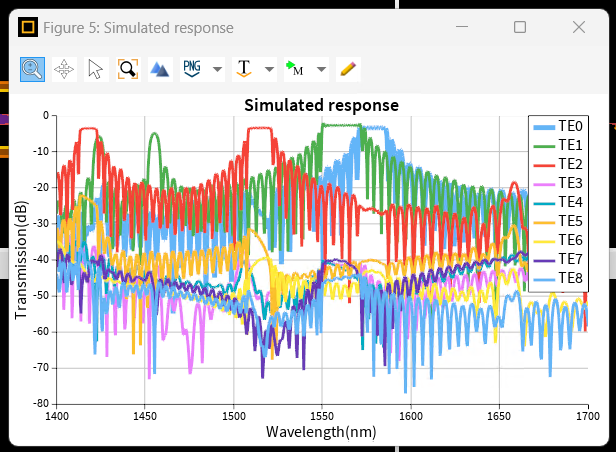 Figure 5: Simulated response
PNG T M
Simulated response
Transmission(dB)
0
-10
-20
-30
-40
-50
-60
-70
-80
1400 1450 1500 1550 1600 1650 1700
Wavelength(nm)
TE0
TE1
TE2
TE3
TE4
TE5
TE6
TE7
TE8